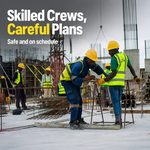 Skilled Crews,
Careful Plans
Safe and on schedule